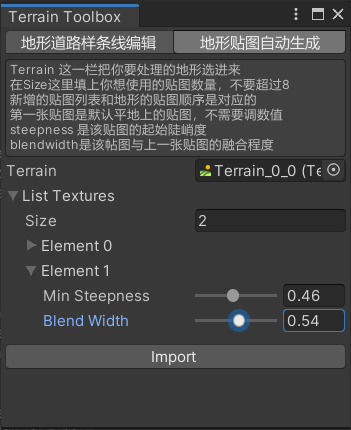 Terrain Toolbox
地形道路样条线编辑 地形贴图自动生成
Terrain 这一栏把你要处理的地形选进来
在Size这里填上你想使用的贴图数量，不要超过8
新增的贴图列表和地形的贴图顺序是对应的
第一张贴图是默认平地上的贴图，不需要调数值
steepness 是该贴图的起始陡峭度
blendwidth是该帖图与上一张贴图的融合程度
Terrain Terrain_0_0 (Te
List Textures
Size 2
Element 0
Element 1
Min Steepness 0.46
Blend Width 0.54
Import